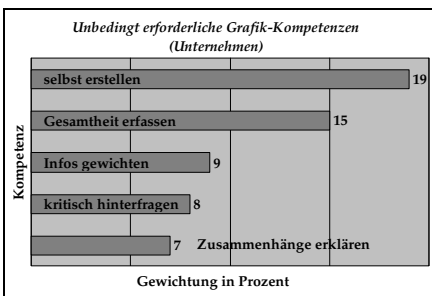 Unbedingt erforderliche Grafik-Kompetenzen
(Unternehmen)
Kompetenz
selbst erstellen 19
Gesamtheit erfassen 15
Infos gewichten 9
kritisch hinterfragen 8
7 Zusammenhänge erklären
Gewichtung in Prozent